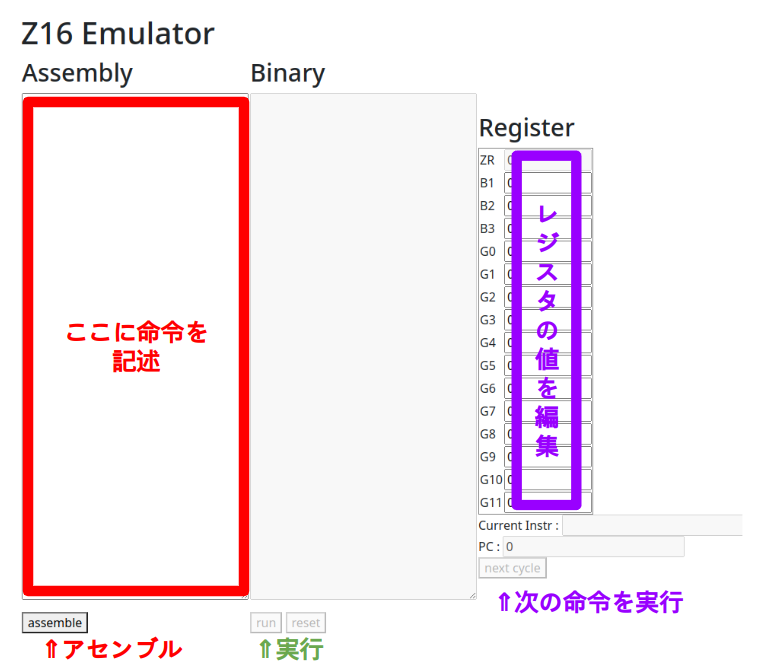 Z16 Emulator
Assembly
Binary
Register
ZR 0
B1 0
B2 0
B3 0
G0 0
G1 0
G2 0
G3 0
G4 0
G5 0
G6 0
G7 0
G8 0
G9 0
G10 0
G11 0
レジスタの値を編集
ここに命令を
記述
Current Instr :
PC : 0
next cycle
⇑次の命令を実行
assemble
run reset
⇑アセンブル
⇑実行